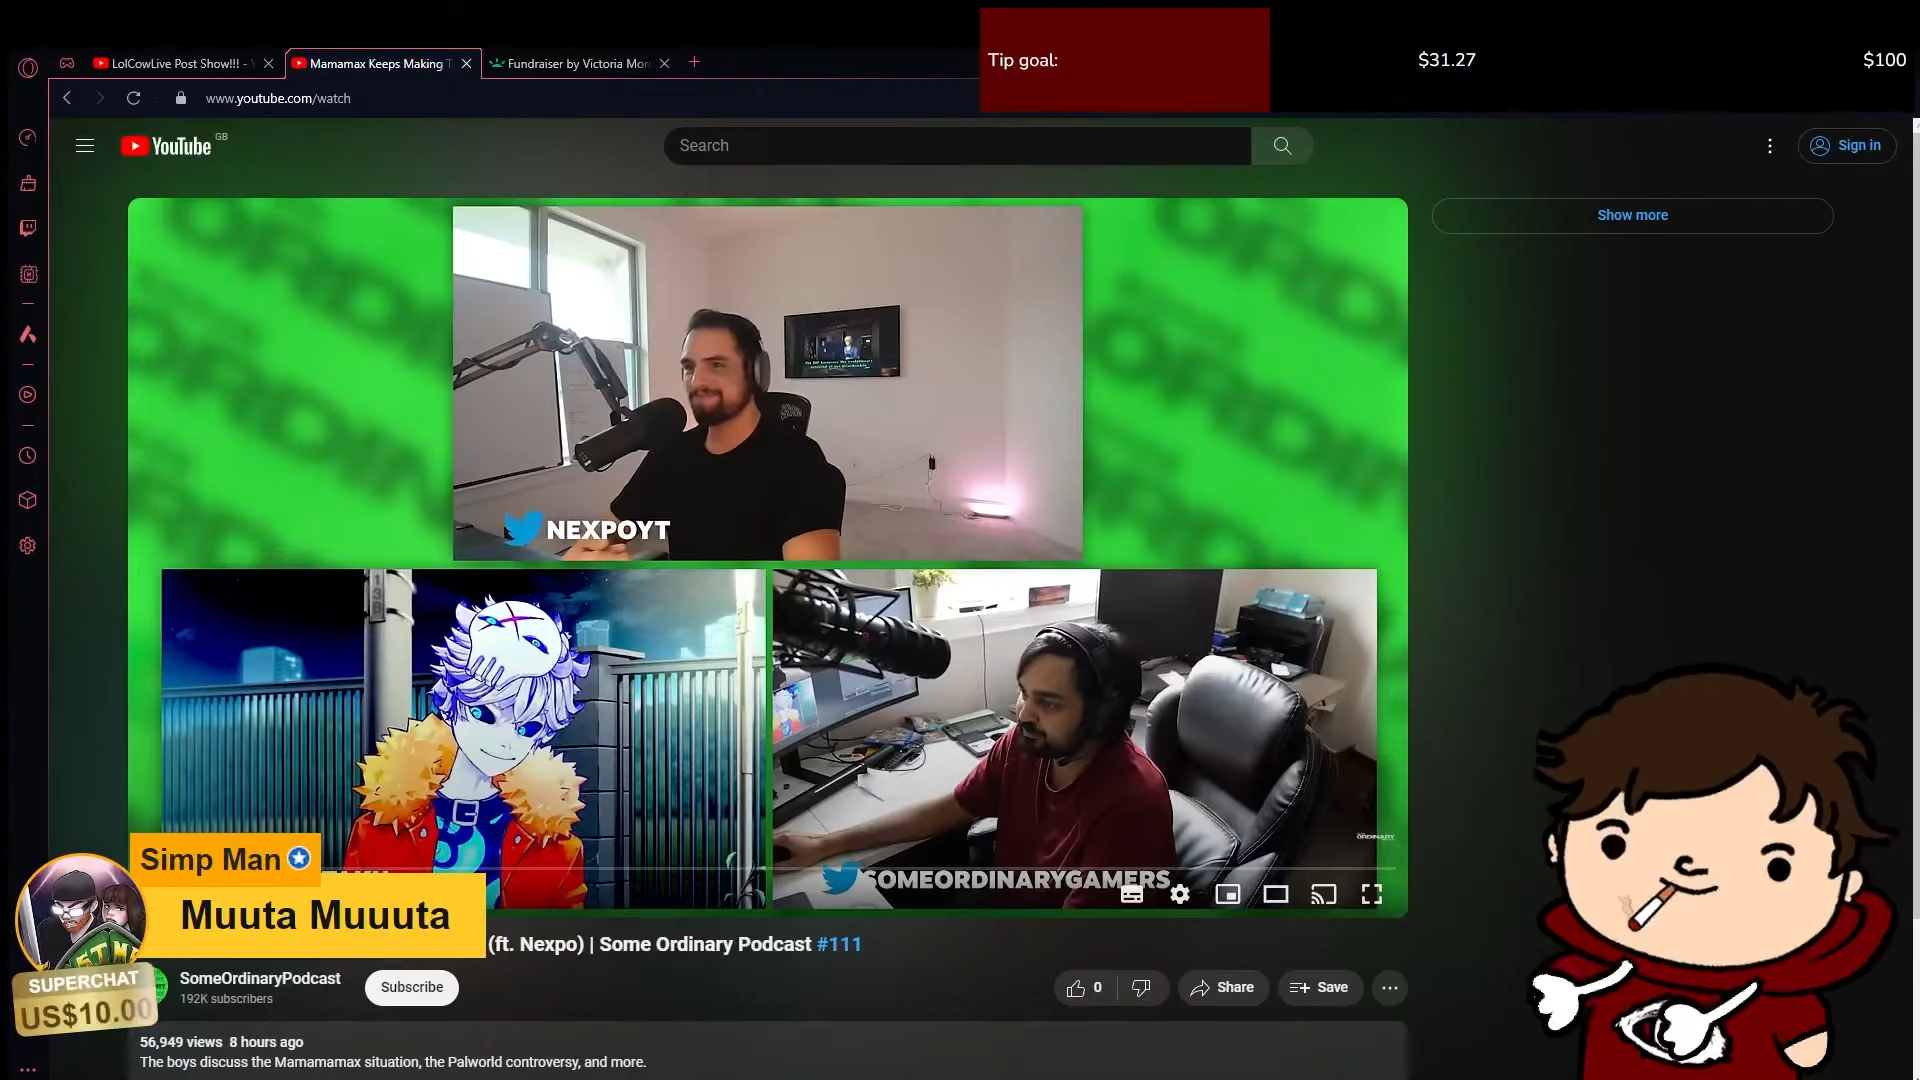 Tip goal:
$31.27
$100
LolCowLive Post Show!!! -
Mamamax Keeps Making T
Fundraiser by Victoria Mor
www.youtube.com/watch
YouTube GB
Search
Sign in
Show more
NEXPOYT
SOMEORDINARYGAMERS
ORDINARY
Simp Man
Muuta Muuuta
SUPERCHAT
US$10.00
(ft. Nexpo) | Some Ordinary Podcast #111
SomeOrdinaryPodcast
192K subscribers
Subscribe
0
Share
Save
56,949 views 8 hours ago
The boys discuss the Mamamamax situation, the Palworld controversy, and more.